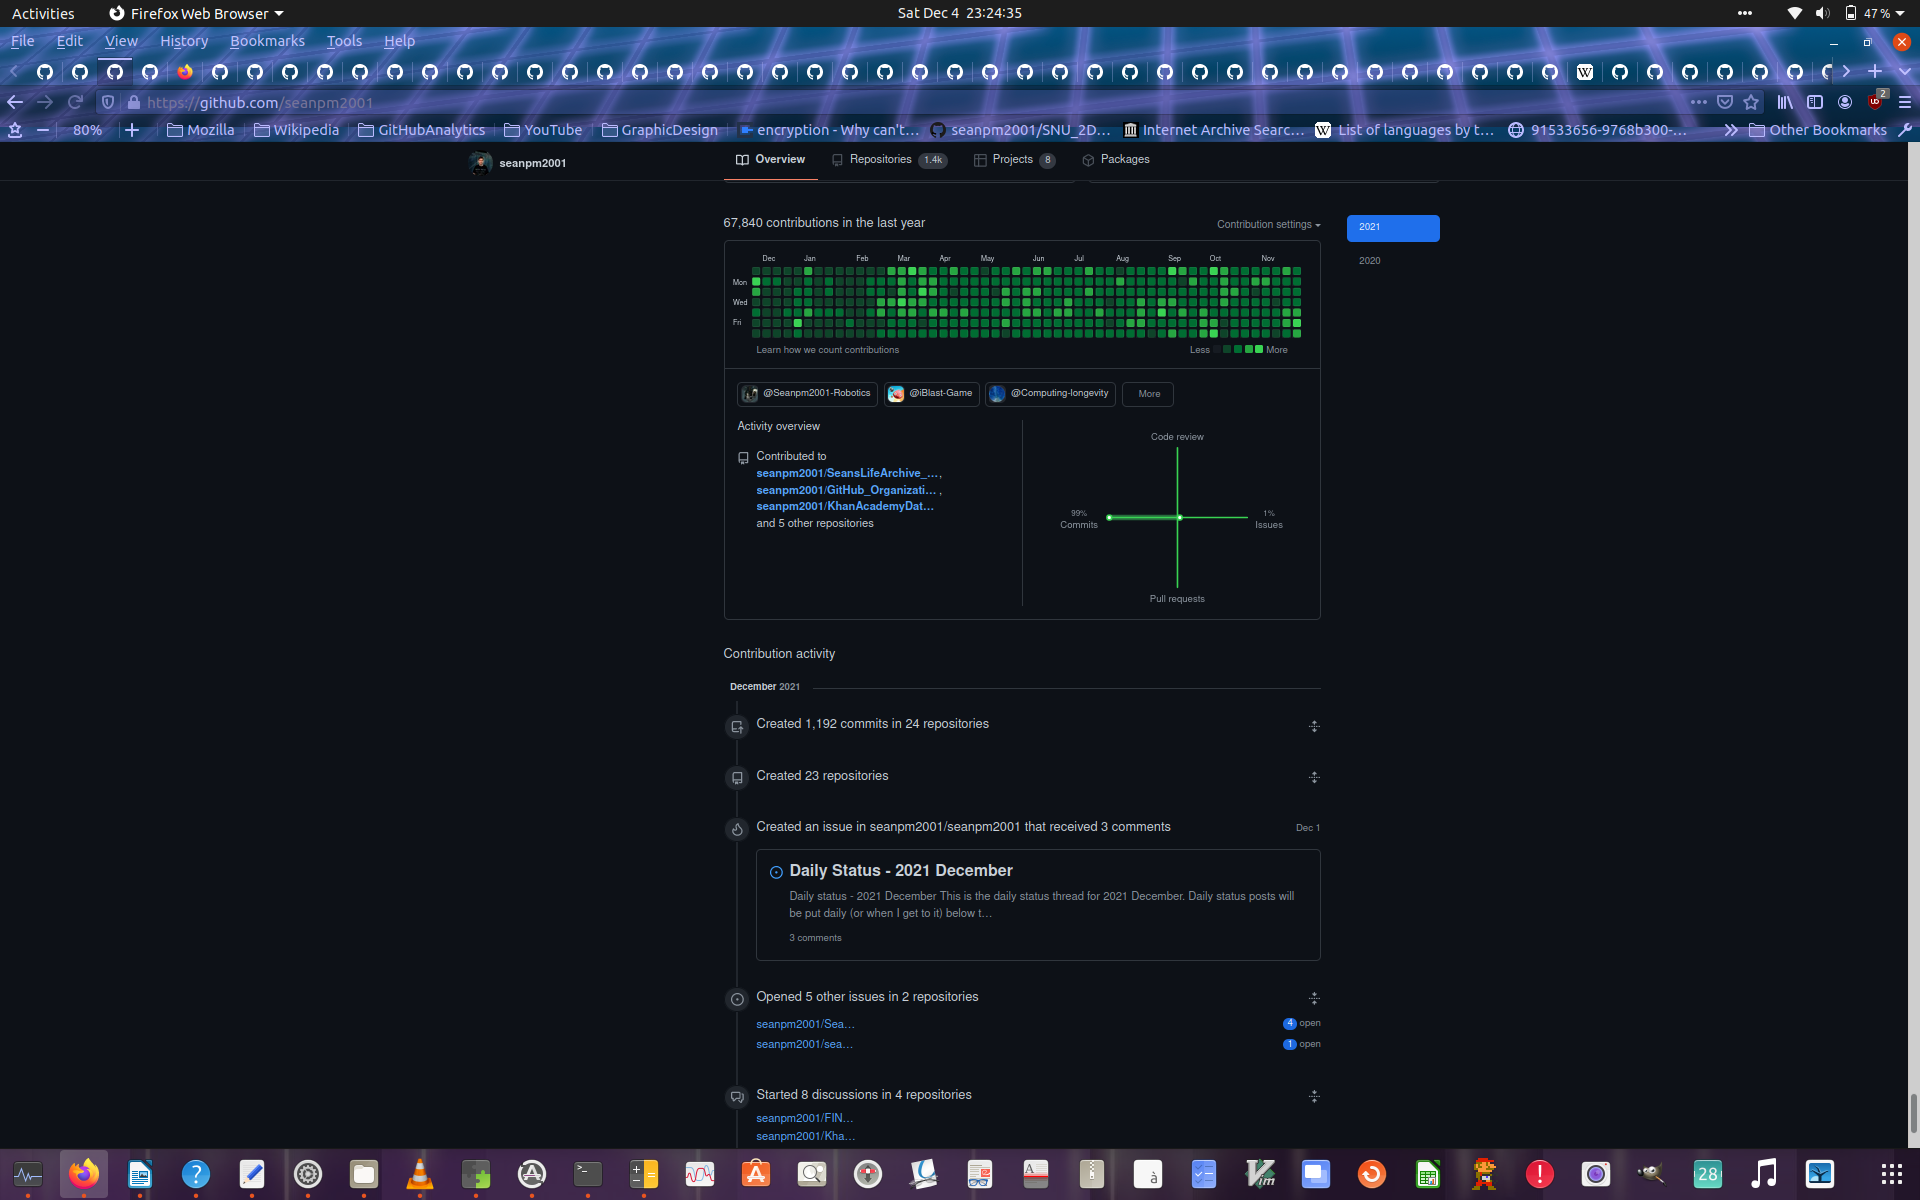 Activities
Firefox Web Browser
Sat Dec 4 23:24:35
47 %
File Edit View History Bookmarks Tools Help
https://github.com/seanpm2001
2
80%
Mozilla
Wikipedia
GitHubAnalytics
YouTube
GraphicDesign
encryption - Why can't…
seanpm2001/SNU_2D…
Internet Archive Searc…
List of languages by t…
91533656-9768b300-…
Other Bookmarks
seanpm2001
Overview
Repositories 1.4k
Projects 8
Packages
67,840 contributions in the last year
Contribution settings
2021
2020
Dec Jan Feb Mar Apr May Jun Jul Aug Sep Oct Nov
Mon
Wed
Fri
Learn how we count contributions
Less More
@Seanpm2001-Robotics
@iBlast-Game
@Computing-longevity
More
Activity overview
Contributed to
seanpm2001/SeansLifeArchive_…,
seanpm2001/GitHub_Organizati… ,
seanpm2001/KhanAcademyDat…
and 5 other repositories
Code review
99%
Commits
1%
Issues
Pull requests
Contribution activity
December 2021
Created 1,192 commits in 24 repositories
Created 23 repositories
Created an issue in seanpm2001/seanpm2001 that received 3 comments
Dec 1
Daily Status - 2021 December
Daily status - 2021 December This is the daily status thread for 2021 December. Daily status posts will
be put daily (or when I get to it) below t…
3 comments
Opened 5 other issues in 2 repositories
seanpm2001/Sea…
4 open
seanpm2001/sea…
1 open
Started 8 discussions in 4 repositories
seanpm2001/FIN…
seanpm2001/Kha…
28